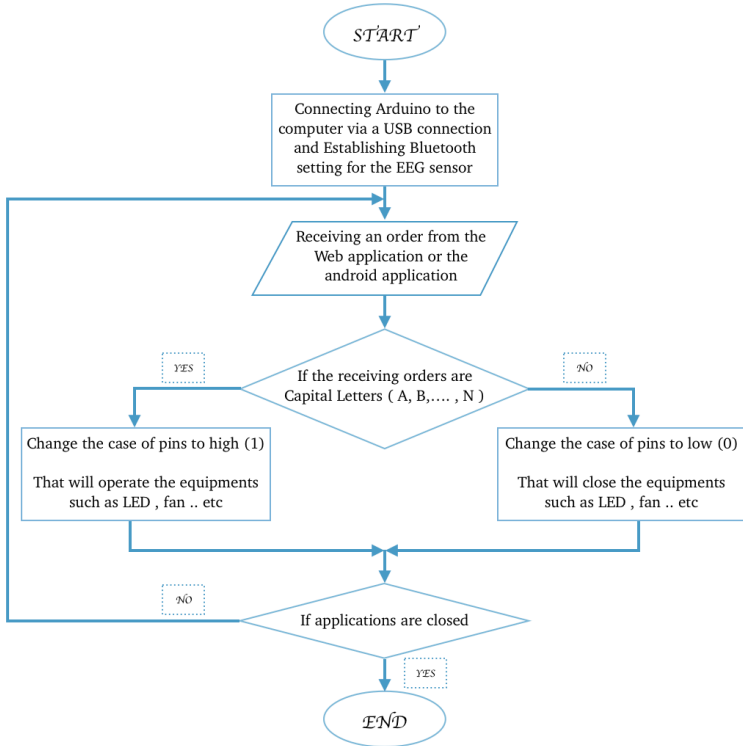 START
Connecting Arduino to the
computer via a USB connection
and Establishing Bluetooth
setting for the EEG sensor
Receiving an order from the
Web application or the
android application
If the receiving orders are
Capital Letters ( A, B,.... , N )
YES
NO
Change the case of pins to high (1)
That will operate the equipments
such as LED , fan .. etc
Change the case of pins to low (0)
That will close the equipments
such as LED , fan .. etc
NO
If applications are closed
YES
END